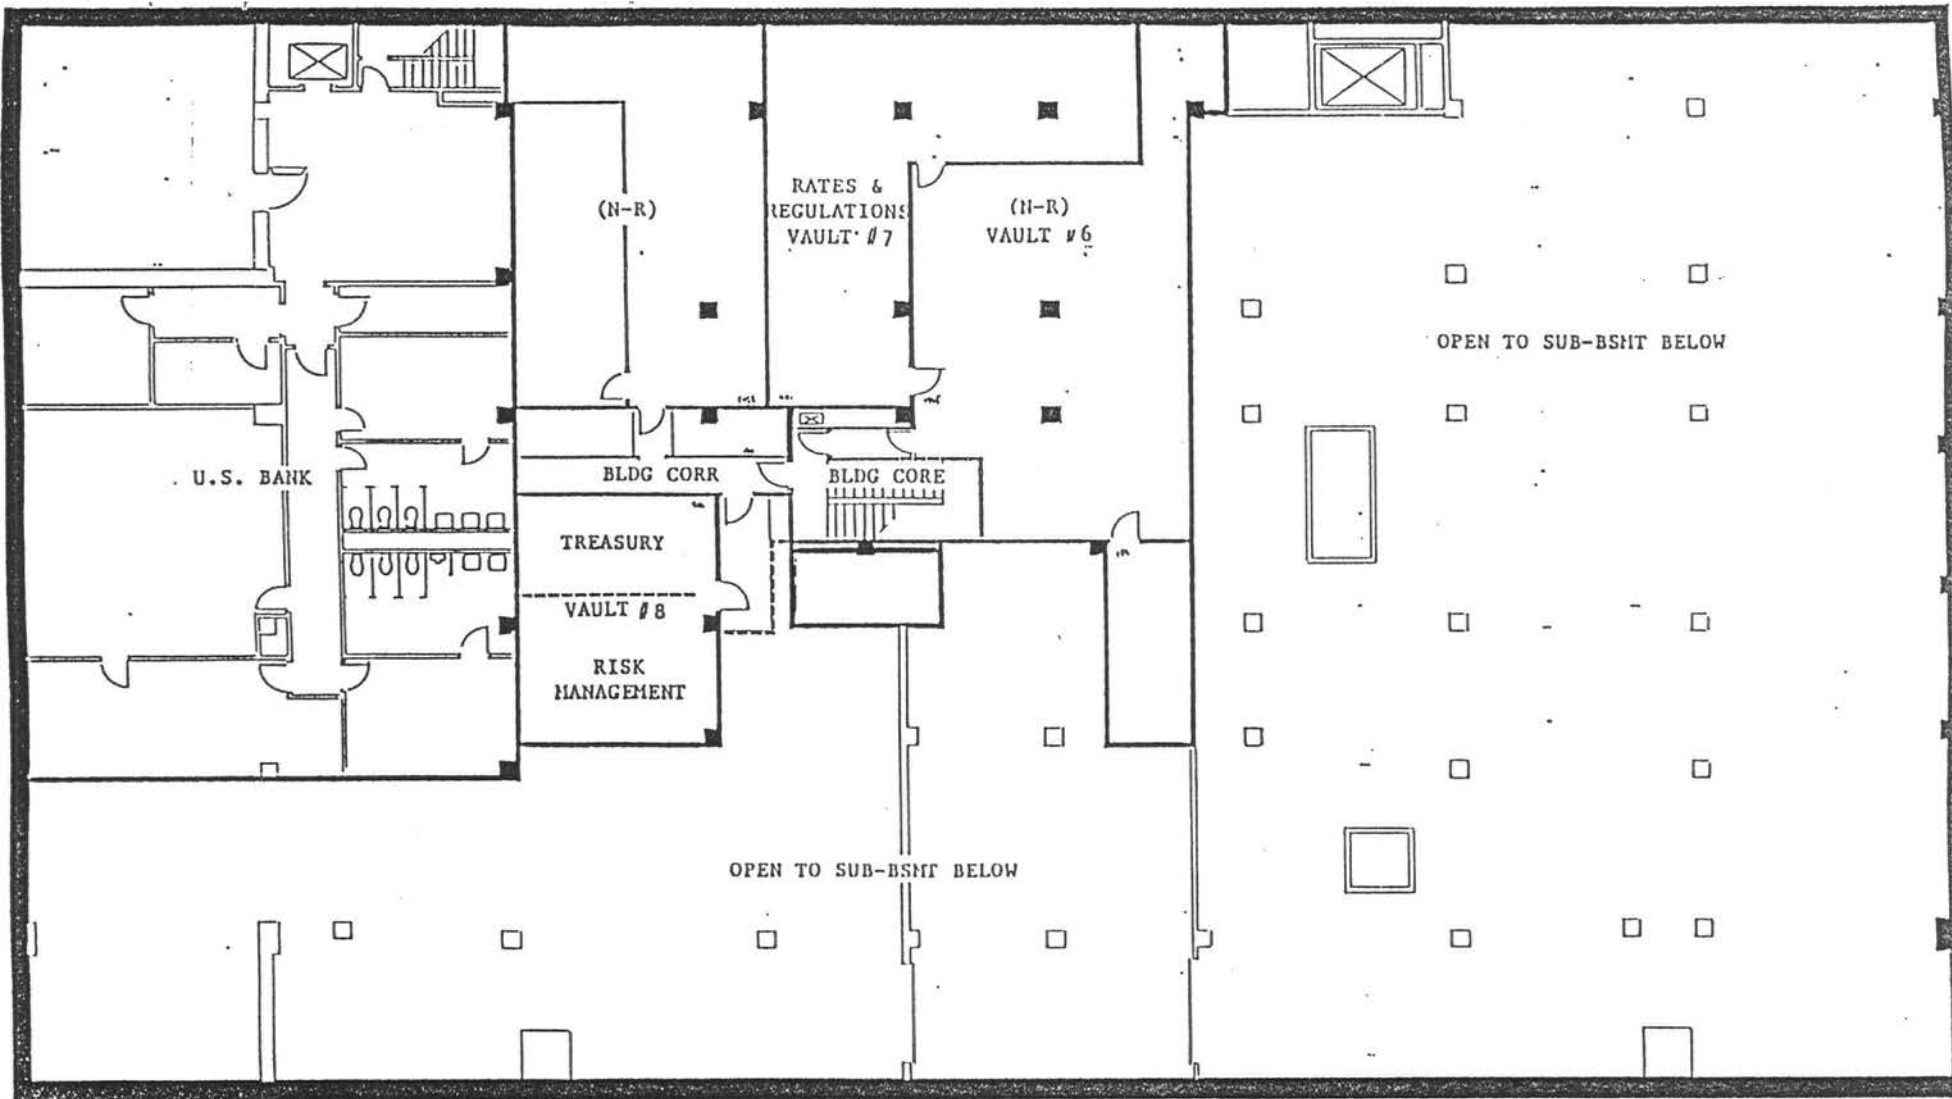 (N-R)
RATES &
REGULATIONS
VAULT #7
(N-R)
VAULT #6
OPEN TO SUB-BSMT BELOW
U.S. BANK
BLDG CORR
BLDG CORE
TREASURY
VAULT #8
RISK
MANAGEMENT
OPEN TO SUB-BSMT BELOW